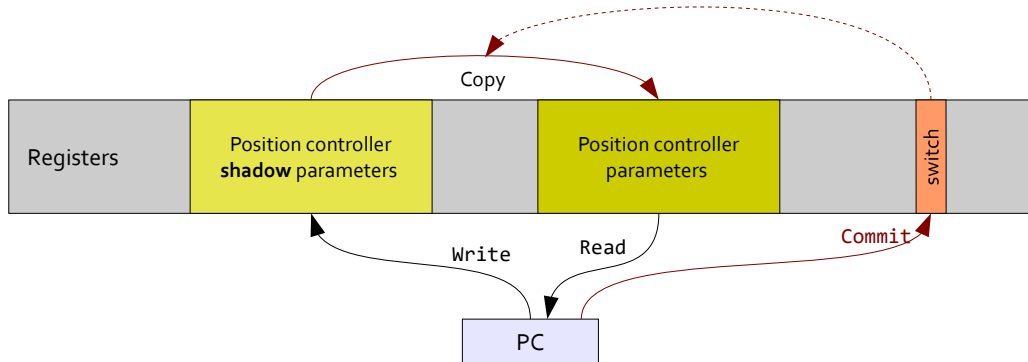 Copy
Registers
Position controller
shadow parameters
Position controller
parameters
switch
Write
Read
Commit
PC